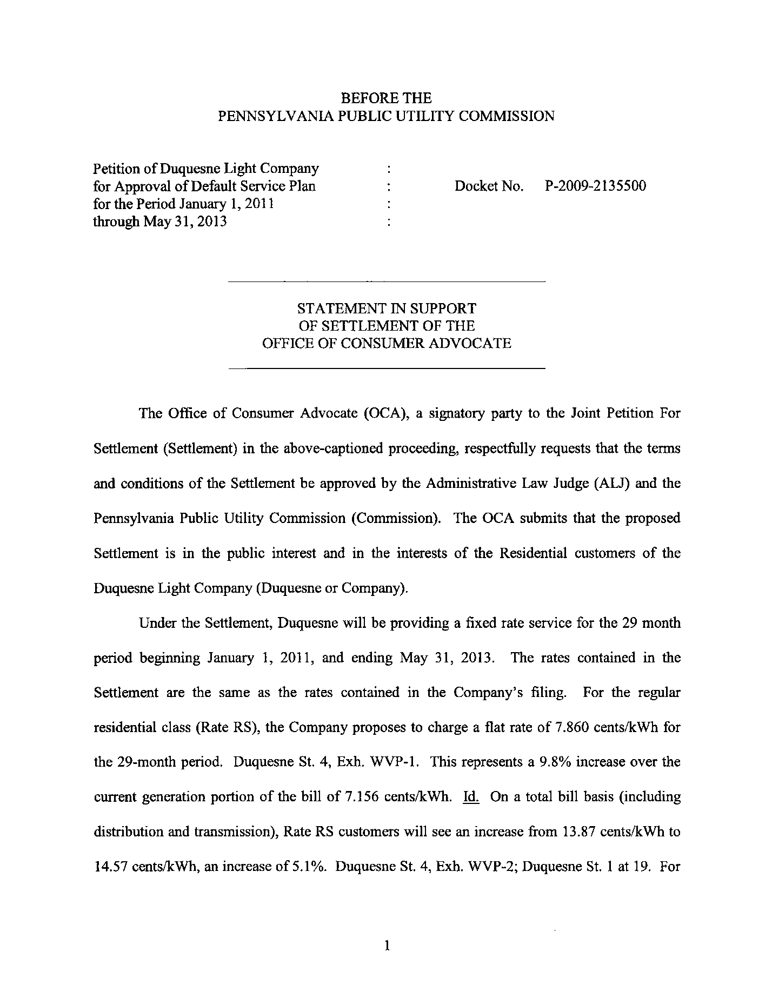 BEFORE THE
PENNSYLVANIA PUBLIC UTILITY COMMISSION
Petition of Duquesne Light Company :
for Approval of Default Service Plan : Docket No. P-2009-2135500
for the Period January 1, 2011 :
through May 31, 2013 :
STATEMENT IN SUPPORT
OF SETTLEMENT OF THE
OFFICE OF CONSUMER ADVOCATE
The Office of Consumer Advocate (OCA), a signatory party to the Joint Petition For
Settlement (Settlement) in the above-captioned proceeding, respectfully requests that the terms
and conditions of the Settlement be approved by the Administrative Law Judge (ALJ) and the
Pennsylvania Public Utility Commission (Commission). The OCA submits that the proposed
Settlement is in the public interest and in the interests of the Residential customers of the
Duquesne Light Company (Duquesne or Company).
Under the Settlement, Duquesne will be providing a fixed rate service for the 29 month
period beginning January 1, 2011, and ending May 31, 2013. The rates contained in the
Settlement are the same as the rates contained in the Company's filing. For the regular
residential class (Rate RS), the Company proposes to charge a flat rate of 7.860 cents/kWh for
the 29-month period. Duquesne St. 4, Exh. WVP-1. This represents a 9.8% increase over the
current generation portion of the bill of 7.156 cents/kWh. Id. On a total bill basis (including
distribution and transmission), Rate RS customers will see an increase from 13.87 cents/kWh to
14.57 cents/kWh, an increase of 5.1%. Duquesne St. 4, Exh. WVP-2; Duquesne St. 1 at 19. For
1